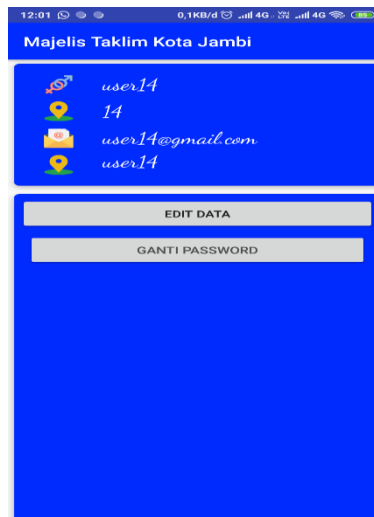 12:01 0,1KB/d 4G 4G
Majelis Taklim Kota Jambi
user14
14
user14@gmail.com
user14
EDIT DATA
GANTI PASSWORD